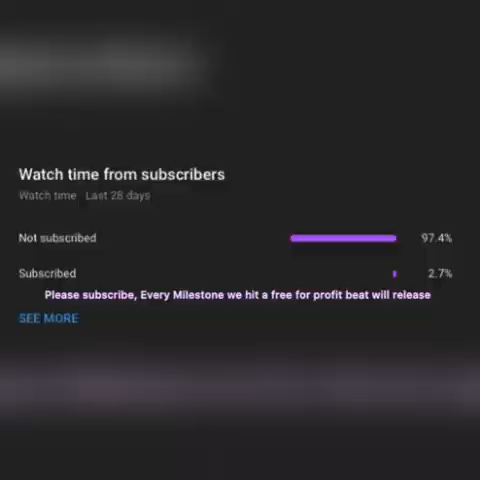 Watch time from subscribers
Watch time Last 28 days
Not subscribed 97.4%
Subscribed 2.7%
Please subscribe, Every Milestone we hit a free for profit beat will release
SEE MORE